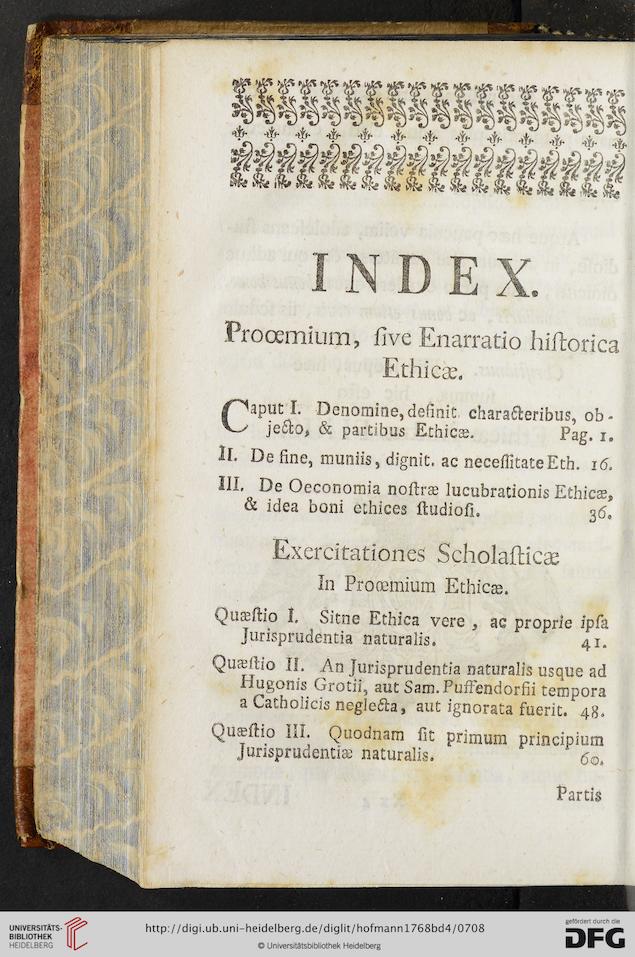 INDEX.
Proœmium, ſive Enarratio hiſtorica
Ethicæ.
Caput I. Denomine, definit. characteribus, ob-
jecto, & partibus Ethicæ. Pag. 1.
II. De fine, muniis, dignit. ac neceſſitate Eth. 16.
III. De Oeconomia noſtræ lucubrationis Ethicæ,
& idea boni ethices ſtudioſi. 36.
Exercitationes Scholaſticæ
In Proœmium Ethicæ.
Quæſtio I. Sitne Ethica vere , ac proprie ipſa
Jurisprudentia naturalis. 41.
Quæſtio II. An Jurisprudentia naturalis usque ad
Hugonis Grotii, aut Sam. Puffendorfii tempora
a Catholicis neglecta, aut ignorata fuerit. 48.
Quæſtio III. Quodnam ſit primum principium
Jurisprudentiæ naturalis. 60.
Partis
UNIVERSITÄTS-
BIBLIOTHEK
HEIDELBERG
http://digi.ub.uni-heidelberg.de/diglit/hofmann1768bd4/0708
© Universitätsbibliothek Heidelberg
gefördert durch die
DFG